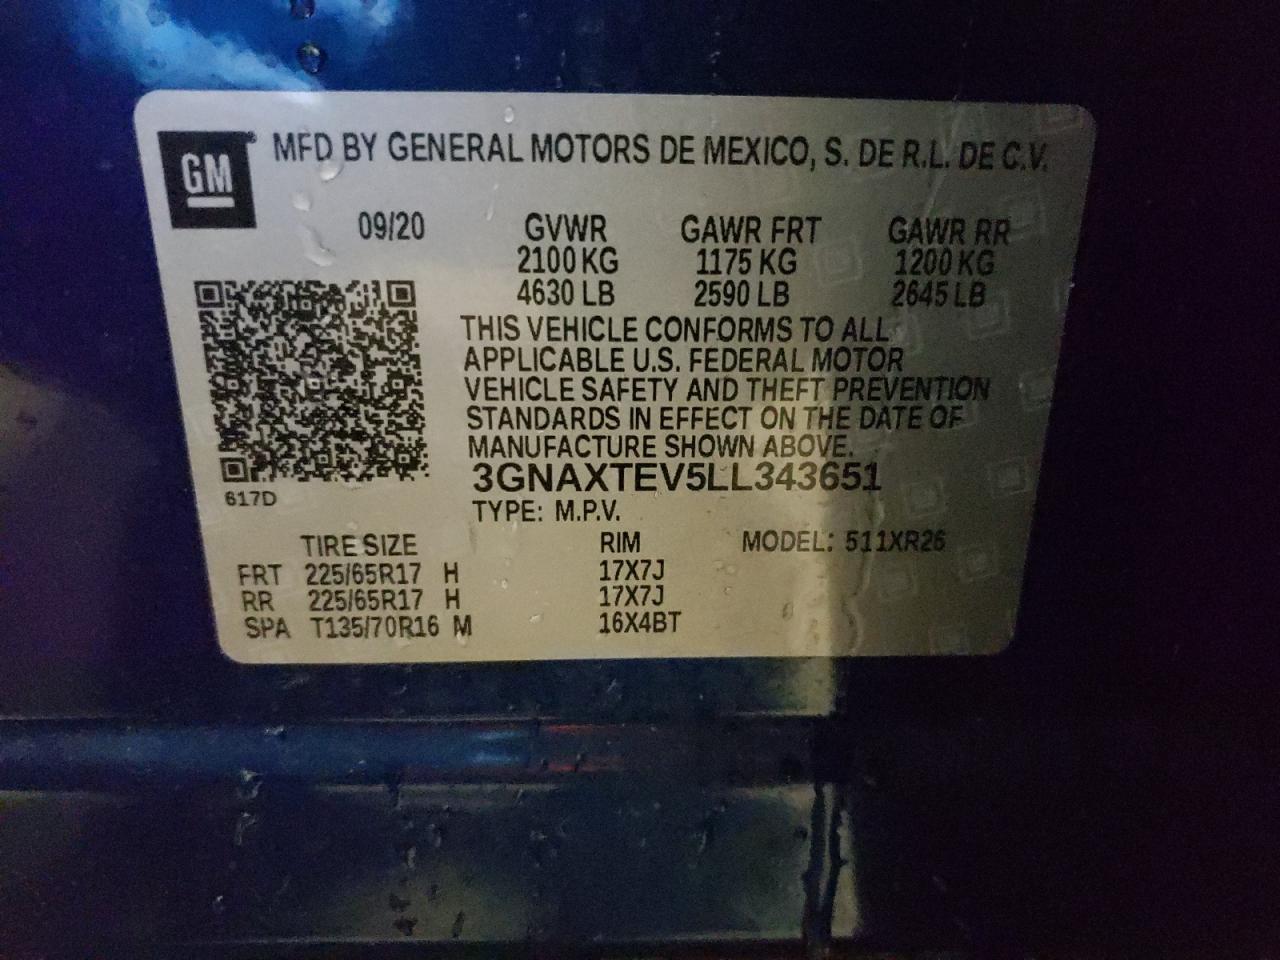 GM
MFD BY GENERAL MOTORS DE MEXICO, S. DE R.L. DE C.V.
09/20 GVWR GAWR FRT GAWR RR
2100 KG 1175 KG 1200 KG
4630 LB 2590 LB 2645 LB
THIS VEHICLE CONFORMS TO ALL
APPLICABLE U.S. FEDERAL MOTOR
VEHICLE SAFETY AND THEFT PREVENTION
STANDARDS IN EFFECT ON THE DATE OF
MANUFACTURE SHOWN ABOVE.
3GNAXTEV5LL343651
617D
TYPE: M.P.V.
TIRE SIZE RIM MODEL: 511XR26
FRT 225/65R17 H 17X7J
RR 225/65R17 H 17X7J
SPA T135/70R16 M 16X4BT